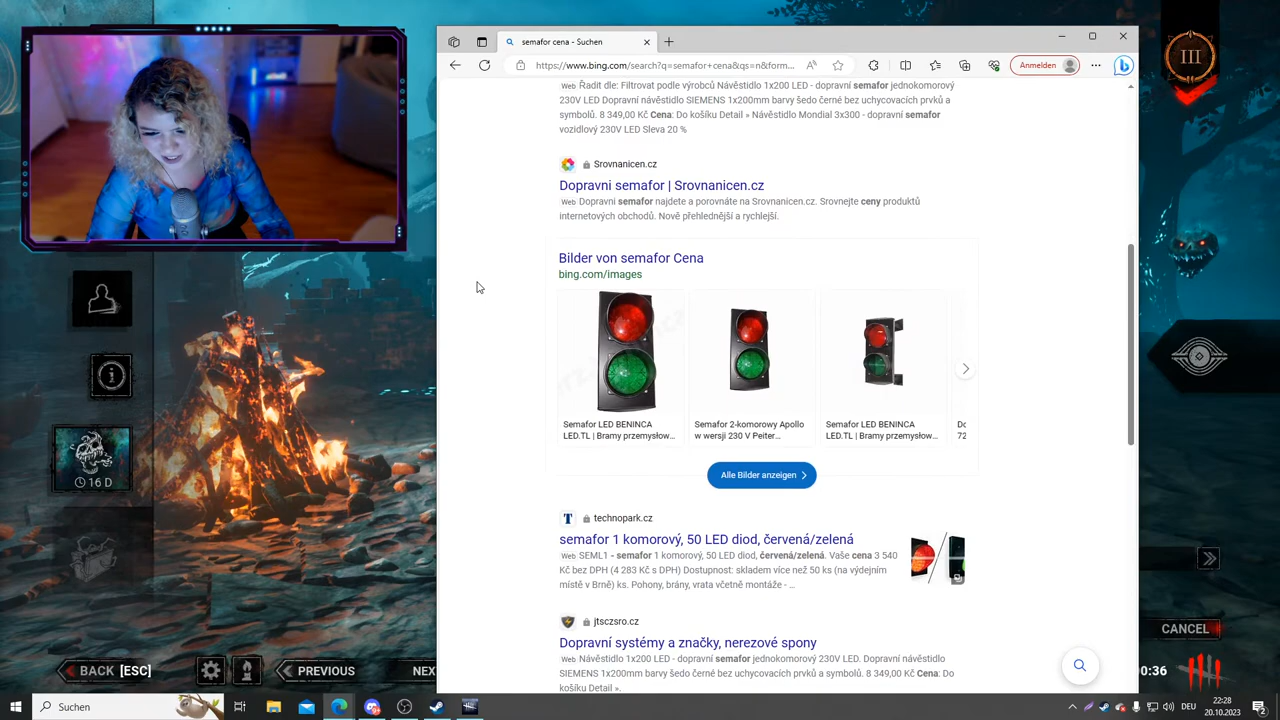 semafor cena - Suchen
https://www.bing.com/search?q=semafor+cena&qs=n&form...
Anmelden
III
Web Řadit dle: Filtrovat podle výrobců Návěstidlo 1x200 LED - dopravní semafor jednokomorový
230V LED Dopravní návěstidlo SIEMENS 1x200mm barvy šedo černé bez uchycovacích prvků a
symbolů. 8 349,00 Kč Cena: Do košíku Detail » Návěstidlo Mondial 3x300 - dopravní semafor
vozidlový 230V LED Sleva 20 %
Srovnanicen.cz
Dopravni semafor | Srovnanicen.cz
Web Dopravni semafor najdete a porovnáte na Srovnanicen.cz. Srovnejte ceny produktů
internetových obchodů. Nově přehlednější a rychlejší.
Bilder von semafor Cena
bing.com/images
Semafor LED BENINCA
LED.TL | Bramy przemysłow...
Semafor 2-komorowy Apollo
w wersji 230 V Peiter...
Semafor LED BENINCA
LED.TL | Bramy przemysłow...
Do
72
Alle Bilder anzeigen
technopark.cz
semafor 1 komorový, 50 LED diod, červená/zelená
Web SEML1 - semafor 1 komorový, 50 LED diod, červená/zelená. Vaše cena 3 540
Kč bez DPH (4 283 Kč s DPH) Dostupnost: skladem více než 50 ks (na výdejním
místě v Brně) ks. Pohony, brány, vrata včetně montáže - ...
jtsczsro.cz
Dopravní systémy a značky, nerezové spony
Web Návěstidlo 1x200 LED - dopravní semafor jednokomorový 230V LED. Dopravní návěstidlo
SIEMENS 1x200mm barvy šedo černé bez uchycovacích prvků a symbolů. 8 349,00 Kč Cena: Do
košíku Detail ».
16 D
CANCEL
BACK [ESC]
PREVIOUS
NEX
00:36
Suchen
DEU
22:28
20.10.2023
2